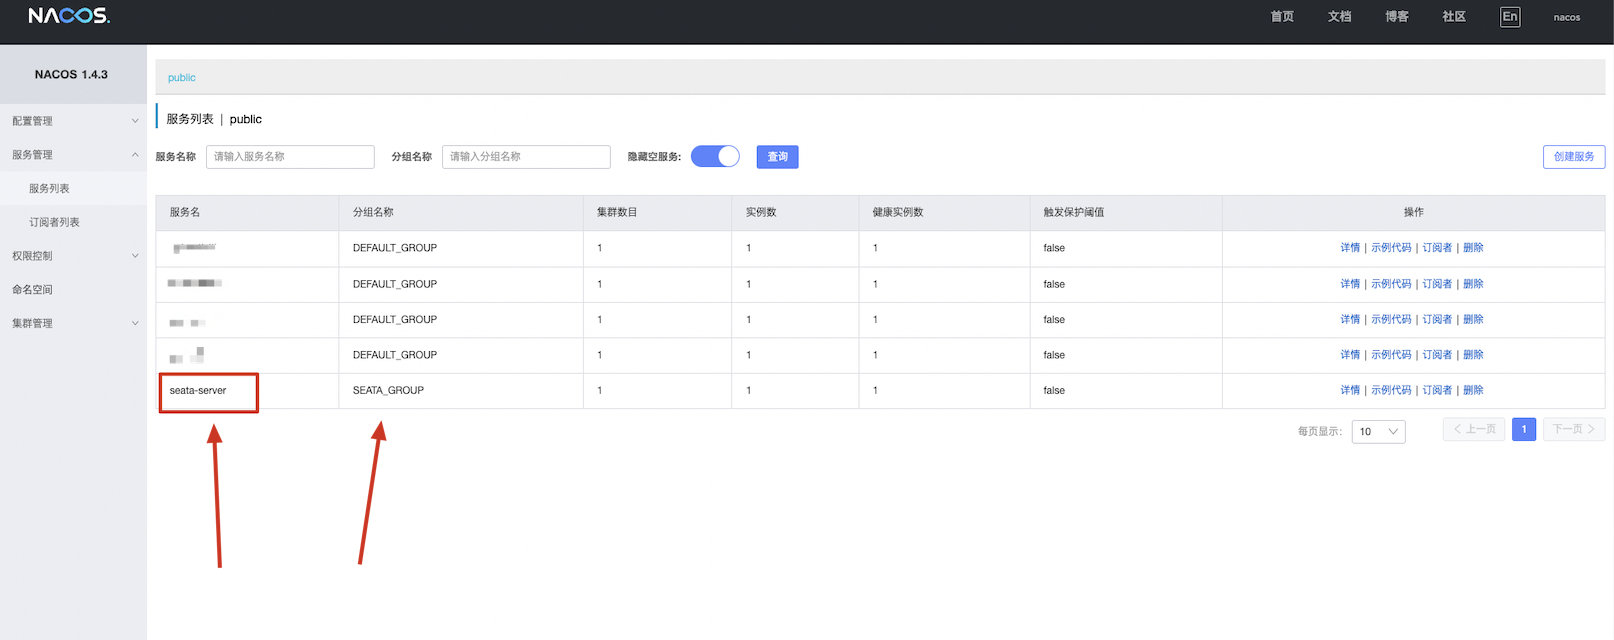 NACOS.
首页 文档 博客 社区 En nacos
NACOS 1.4.3
配置管理
服务管理
服务列表
订阅者列表
权限控制
命名空间
集群管理
public
服务列表 | public
服务名称 请输入服务名称 分组名称 请输入分组名称 隐藏空服务: 查询 创建服务
服务名 分组名称 集群数目 实例数 健康实例数 触发保护阈值 操作
DEFAULT_GROUP 1 1 1 false 详情 | 示例代码 | 订阅者 | 删除
DEFAULT_GROUP 1 1 1 false 详情 | 示例代码 | 订阅者 | 删除
DEFAULT_GROUP 1 1 1 false 详情 | 示例代码 | 订阅者 | 删除
DEFAULT_GROUP 1 1 1 false 详情 | 示例代码 | 订阅者 | 删除
seata-server SEATA_GROUP 1 1 1 false 详情 | 示例代码 | 订阅者 | 删除
每页显示: 10 上一页 1 下一页